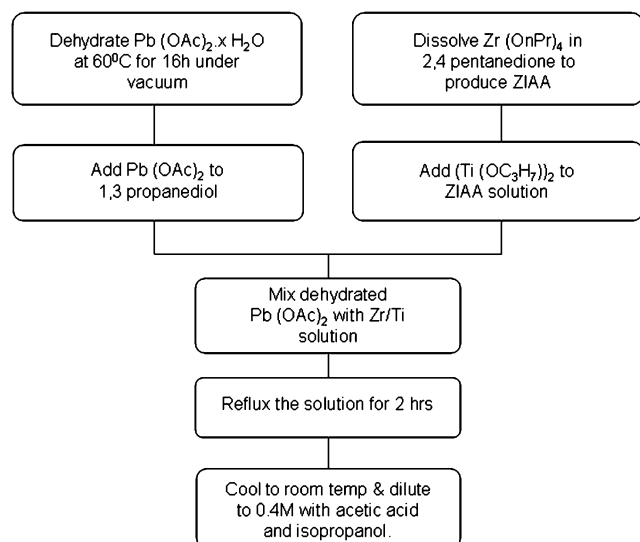 Dehydrate Pb (OAc)₂.x H₂O
at 60⁰C for 16h under
vacuum
Dissolve Zr (OnPr)₄ in
2,4 pentanedione to
produce ZIAA
Add Pb (OAc)₂ to
1,3 propanediol
Add (Ti (OC₃H₇))₂ to
ZIAA solution
Mix dehydrated
Pb (OAc)₂ with Zr/Ti
solution
Reflux the solution for 2 hrs
Cool to room temp & dilute
to 0.4M with acetic acid
and isopropanol.